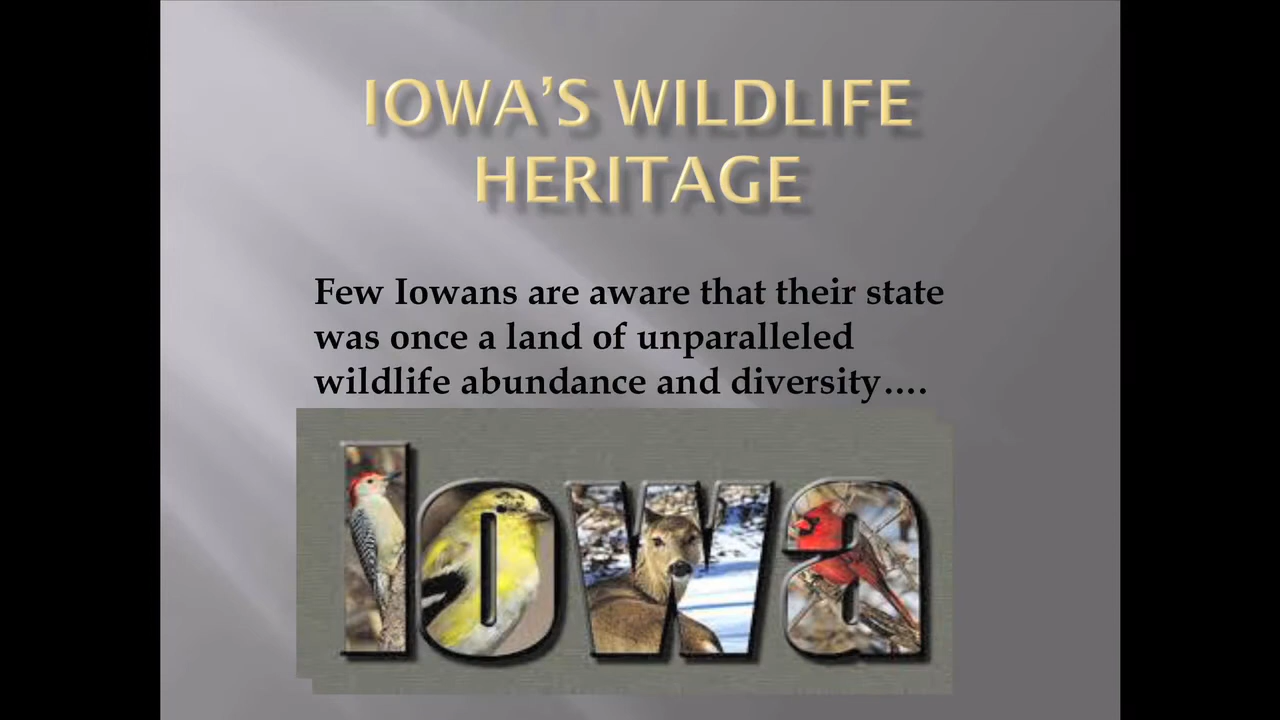 IOWA’S WILDLIFE
HERITAGE
Few Iowans are aware that their state
was once a land of unparalleled
wildlife abundance and diversity….
Iowa